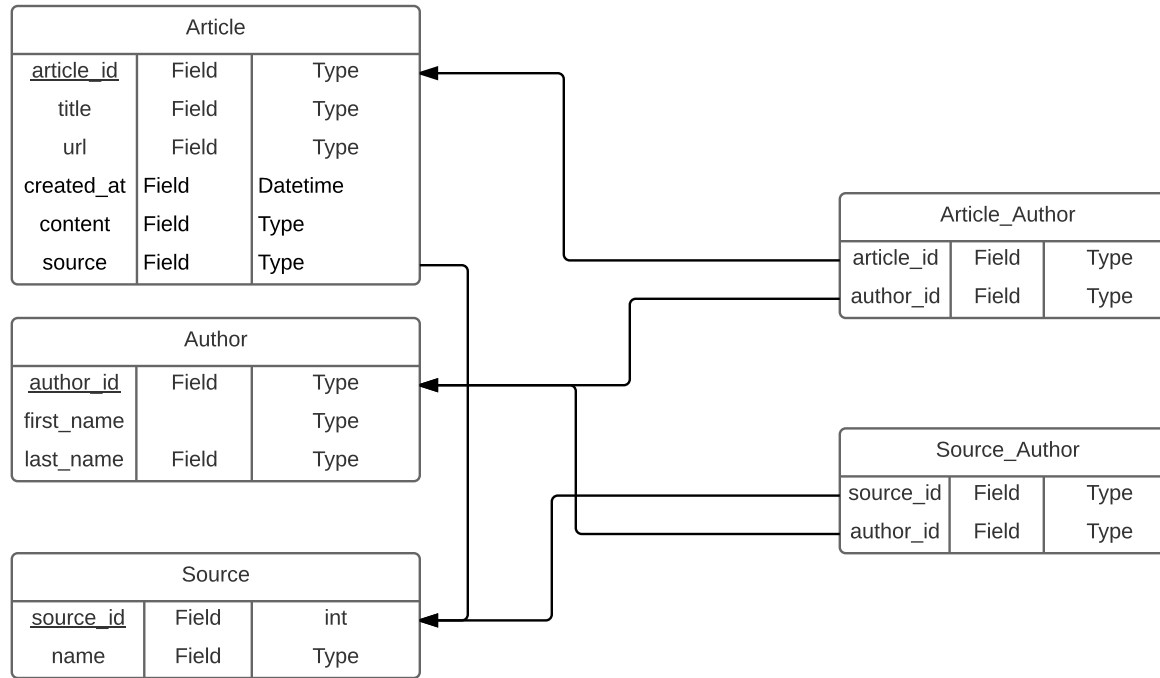 Article
article_id Field Type
title Field Type
url Field Type
created_at Field Datetime
content Field Type
source Field Type
Author
author_id Field Type
first_name Type
last_name Field Type
Source
source_id Field int
name Field Type
Article_Author
article_id Field Type
author_id Field Type
Source_Author
source_id Field Type
author_id Field Type